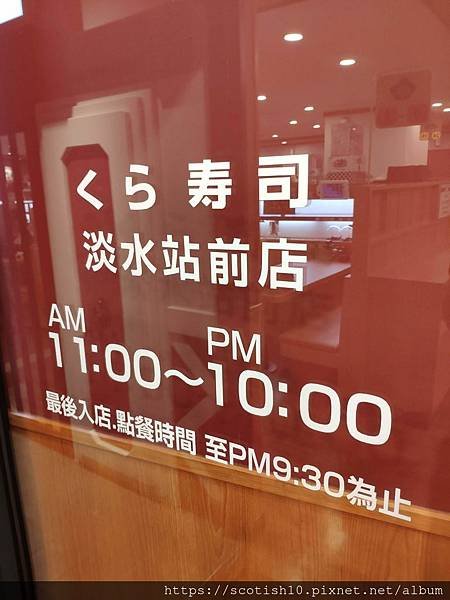 くら寿司
淡水站前店
AM PM
11:00～10:00
最後入店.點餐時間 至PM9:30為止
https://scotish10.pixnet.net/album